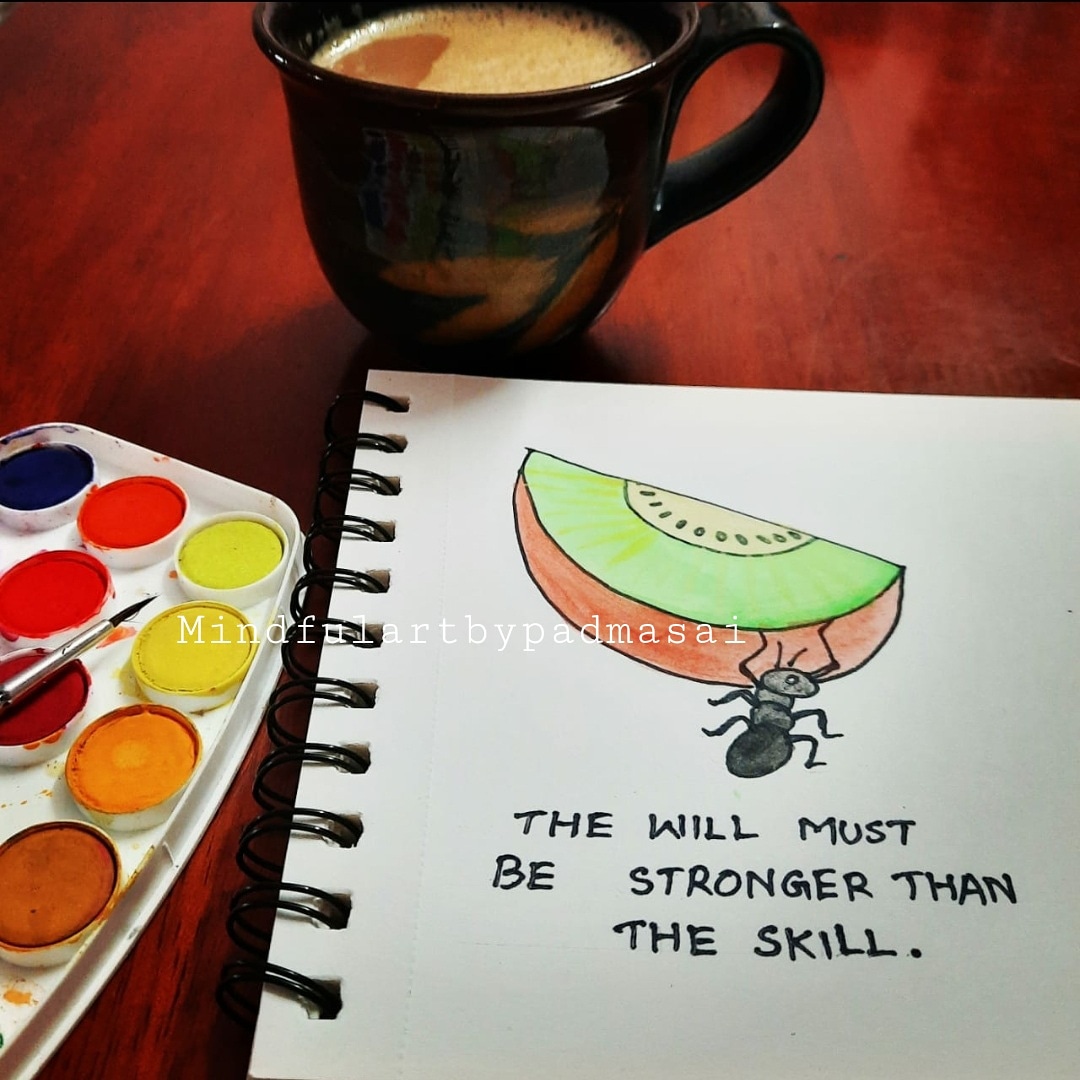 Mindfulartbypadmasai
THE WILL MUST
BE STRONGER THAN
THE SKILL.